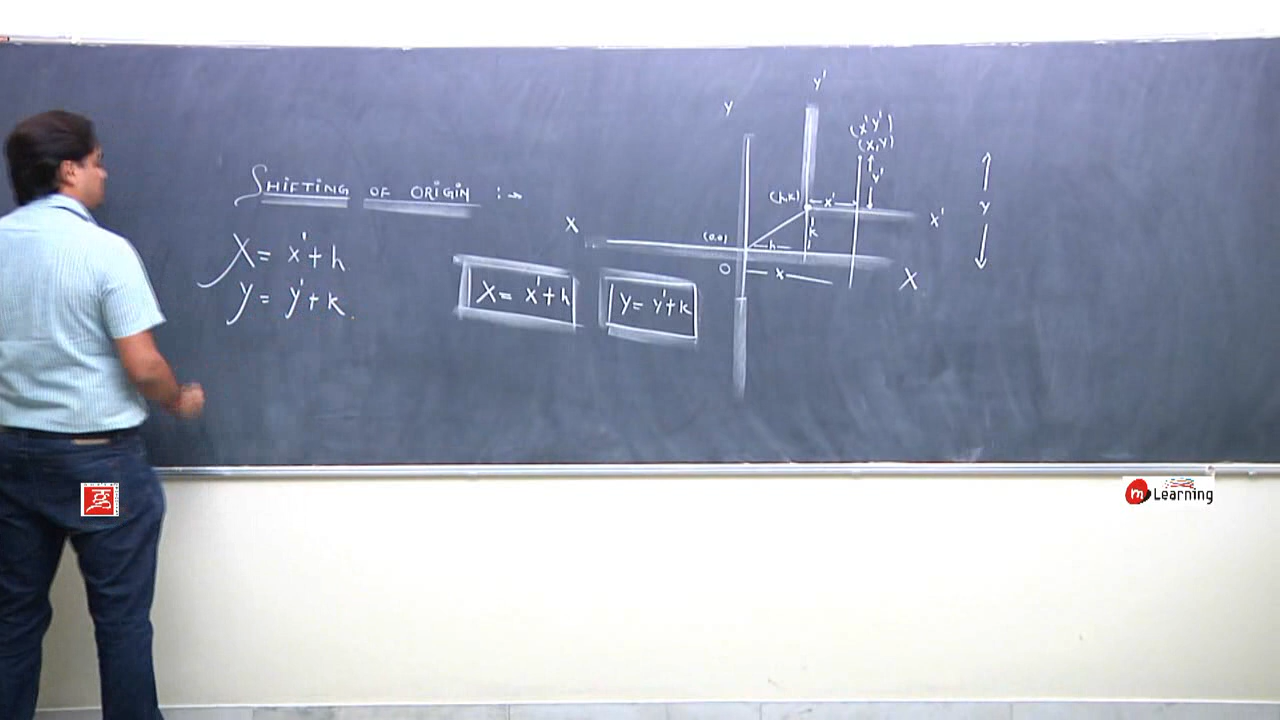 SHIFTING OF ORIGIN :→
X = x' + h
y = y' + k
X = x' + h
y = y' + k
y'
y
(x' y')
(x, y)
y'
(h,k)
x'
x'
y
X
k
(0,0)
h
O
x
X
m Learning